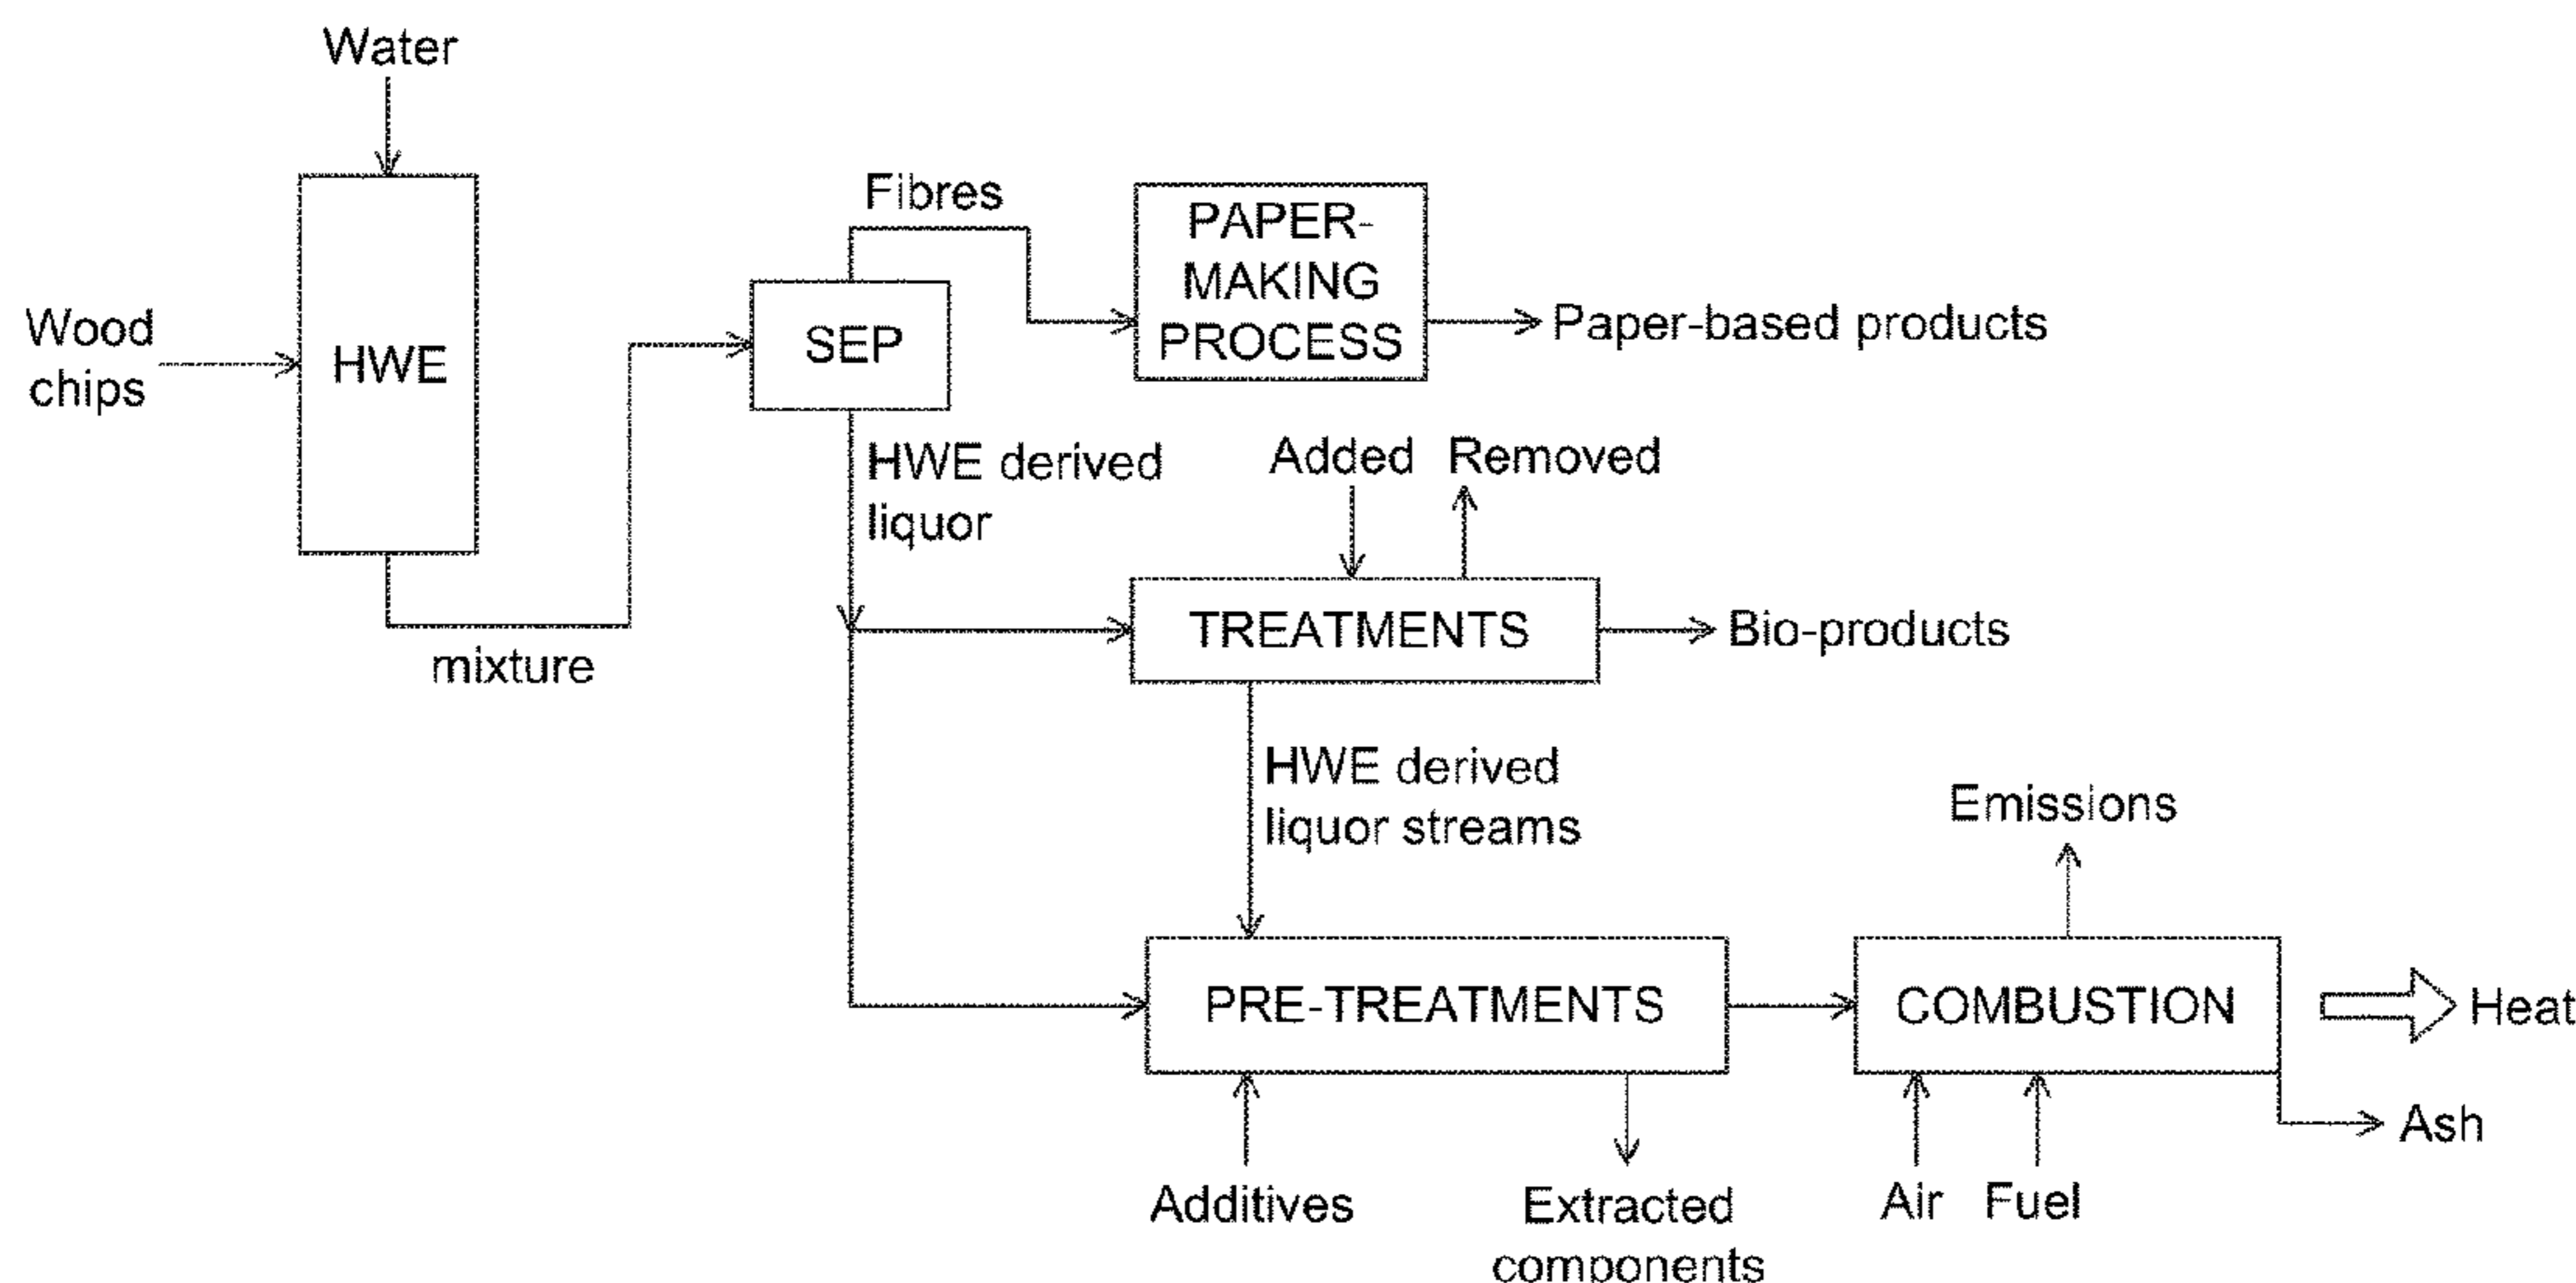 Water
Wood
chips
HWE
mixture
Fibres
SEP
PAPER-
MAKING
PROCESS
Paper-based products
HWE derived
liquor
Added
Removed
TREATMENTS
Bio-products
HWE derived
liquor streams
Emissions
PRE-TREATMENTS
COMBUSTION
Heat
Ash
Additives
Extracted
components
Air
Fuel